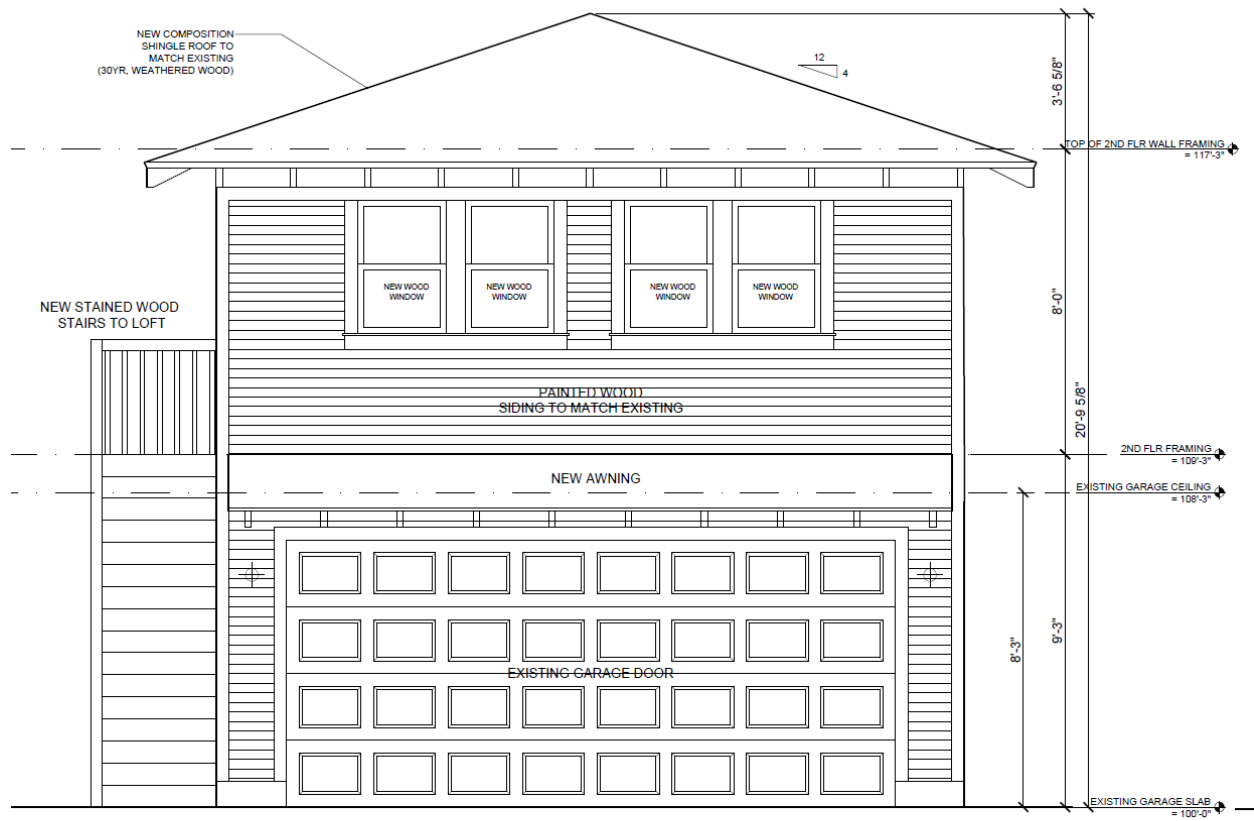 NEW COMPOSITION
SHINGLE ROOF TO
MATCH EXISTING
(30YR, WEATHERED WOOD)
12
4
3'-6 5/8"
TOP OF 2ND FLR WALL FRAMING
= 117'-3"
NEW WOOD
WINDOW
NEW WOOD
WINDOW
NEW WOOD
WINDOW
NEW WOOD
WINDOW
NEW STAINED WOOD
STAIRS TO LOFT
8'-0"
PAINTED WOOD
SIDING TO MATCH EXISTING
20'-9 5/8"
2ND FLR FRAMING
= 109'-3"
NEW AWNING
EXISTING GARAGE CEILING
= 108'-3"
9'-3"
8'-3"
EXISTING GARAGE DOOR
EXISTING GARAGE SLAB
= 100'-0"